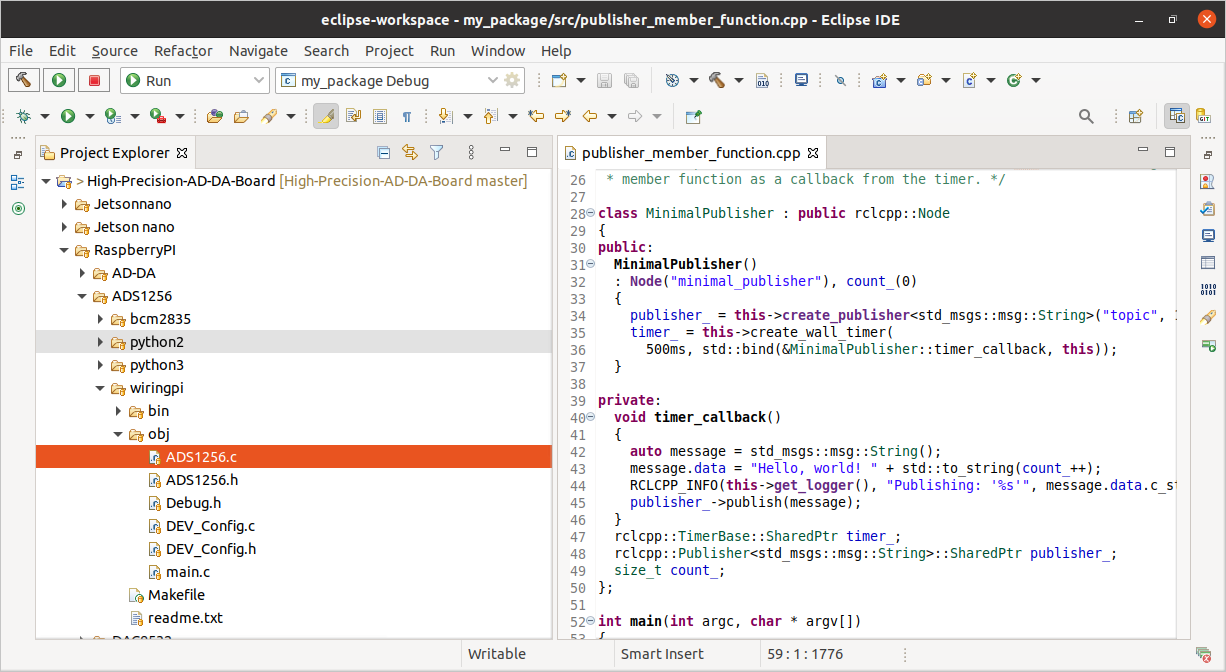 eclipse-workspace - my_package/src/publisher_member_function.cpp - Eclipse IDE
File Edit Source Refactor Navigate Search Project Run Window Help
Run my_package Debug
Project Explorer
> High-Precision-AD-DA-Board [High-Precision-AD-DA-Board master]
Jetsonnano
Jetson nano
RaspberryPI
AD-DA
ADS1256
bcm2835
python2
python3
wiringpi
bin
obj
ADS1256.c
ADS1256.h
Debug.h
DEV_Config.c
DEV_Config.h
main.c
Makefile
readme.txt
publisher_member_function.cpp
26 * member function as a callback from the timer. */
27
28 class MinimalPublisher : public rclcpp::Node
29 {
30 public:
31 MinimalPublisher()
32 : Node("minimal_publisher"), count_(0)
33 {
34 publisher_ = this->create_publisher<std_msgs::msg::String>("topic",
35 timer_ = this->create_wall_timer(
36 500ms, std::bind(&MinimalPublisher::timer_callback, this));
37 }
38
39 private:
40 void timer_callback()
41 {
42 auto message = std_msgs::msg::String();
43 message.data = "Hello, world! " + std::to_string(count_++);
44 RCLCPP_INFO(this->get_logger(), "Publishing: '%s'", message.data.c_st
45 publisher_->publish(message);
46 }
47 rclcpp::TimerBase::SharedPtr timer_;
48 rclcpp::Publisher<std_msgs::msg::String>::SharedPtr publisher_;
49 size_t count_;
50 };
51
52 int main(int argc, char * argv[])
53 {
Writable Smart Insert 59 : 1 : 1776